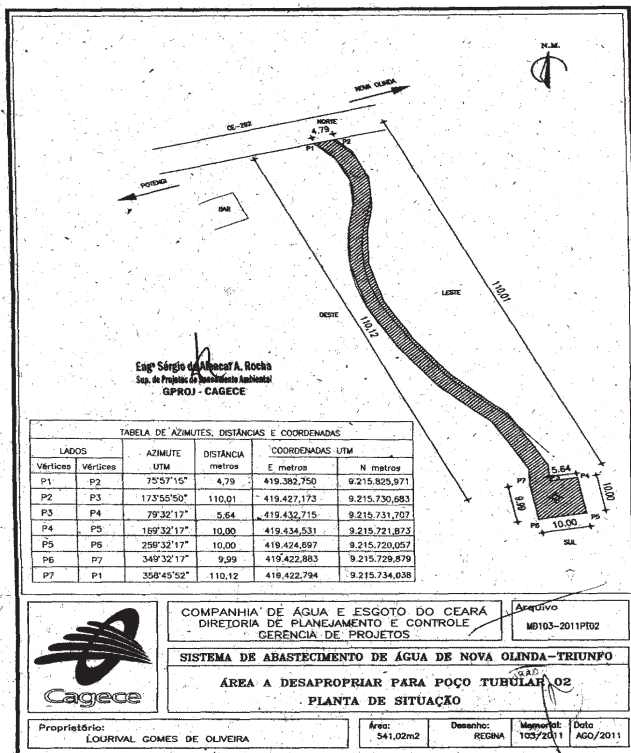 N.M.
NOVA OLINDA
CE-292
NORTE
4,79
P1 P2
POTENGI
BAR
LESTE
110,01
OESTE
110,12
Engº Sérgio de Alencar A. Rocha
Sup. de Projetos de Saneamento Ambiental
GPROJ - CAGECE
5.64
P7 P4
9,99
10,00
P6 P5
10.00
SUL
TABELA DE AZIMUTES, DISTÂNCIAS E COORDENADAS
LADOS AZIMUTE DISTÂNCIA COORDENADAS UTM
Vértices Vértices UTM metros E metros N metros
P1 P2 75°57'15" 4,79 419.382,750 9.215.825,971
P2 P3 173°55'50" 110,01 419.427,173 9.215.730,683
P3 P4 79°32'17" 5,64 419.432,715 9.215.731,707
P4 P5 169°32'17" 10,00 419.434,531 9.215.721,873
P5 P6 259°32'17" 10,00 419.424,697 9.215.720,057
P6 P7 349°32'17" 9,99 419.422,883 9.215.729,879
P7 P1 358°45'52" 110,12 419.422,794 9.215.734,038
Cagece
COMPANHIA DE ÁGUA E ESGOTO DO CEARÁ
DIRETORIA DE PLANEJAMENTO E CONTROLE
GERÊNCIA DE PROJETOS
Arquivo
MD103-2011PT02
SISTEMA DE ABASTECIMENTO DE ÁGUA DE NOVA OLINDA-TRIUNFO
ÁREA A DESAPROPRIAR PARA POÇO TUBULAR 02
PLANTA DE SITUAÇÃO
Proprietário:
LOURIVAL GOMES DE OLIVEIRA
Área:
541,02m2
Desenho:
REGINA
Memorial:
103/2011
Data
AGO/2011